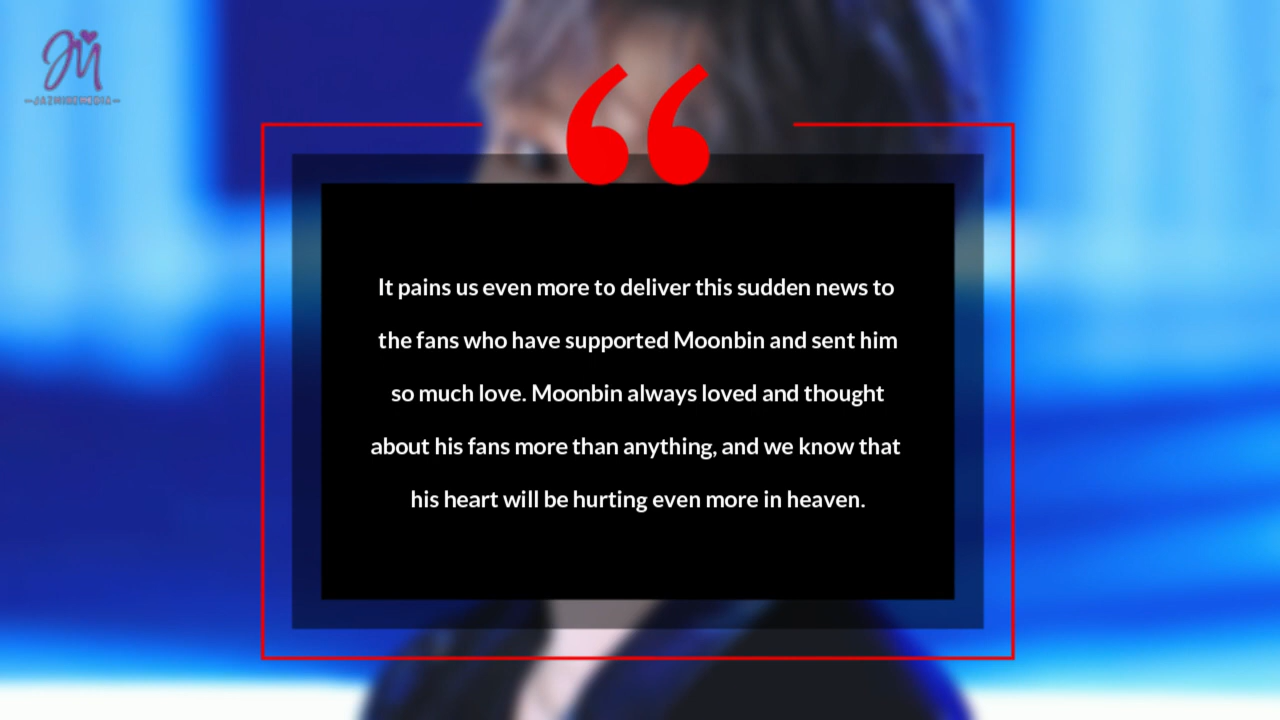 JM
It pains us even more to deliver this sudden news to
the fans who have supported Moonbin and sent him
so much love. Moonbin always loved and thought
about his fans more than anything, and we know that
his heart will be hurting even more in heaven.